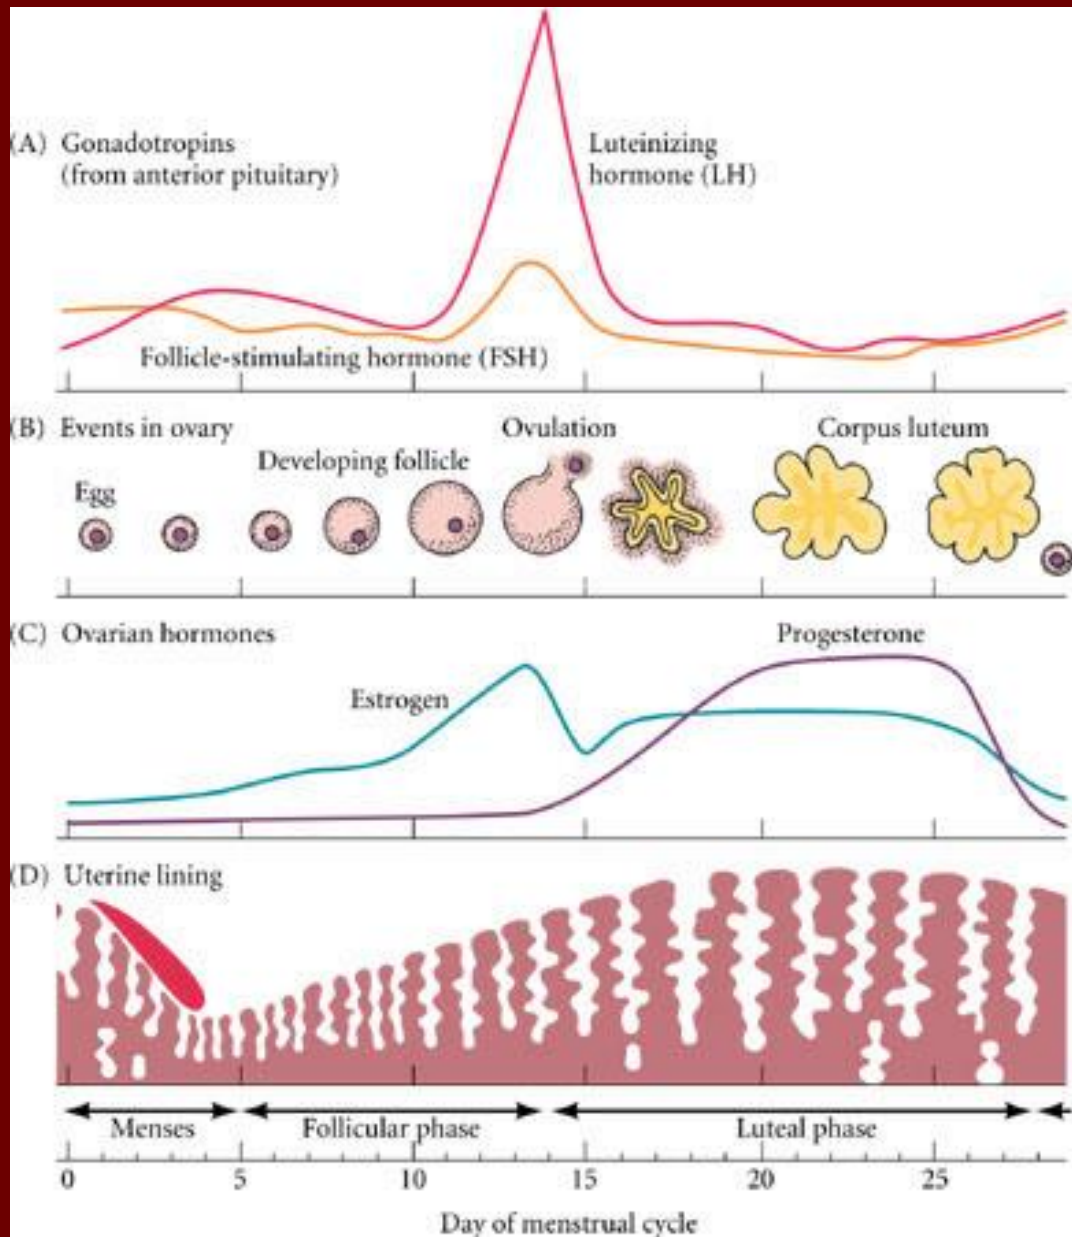 (A) Gonadotropins
(from anterior pituitary)
Luteinizing
hormone (LH)
Follicle-stimulating hormone (FSH)
(B) Events in ovary
Ovulation
Corpus luteum
Developing follicle
Egg
(C) Ovarian hormones
Progesterone
Estrogen
(D) Uterine lining
Menses
Follicular phase
Luteal phase
0 5 10 15 20 25
Day of menstrual cycle